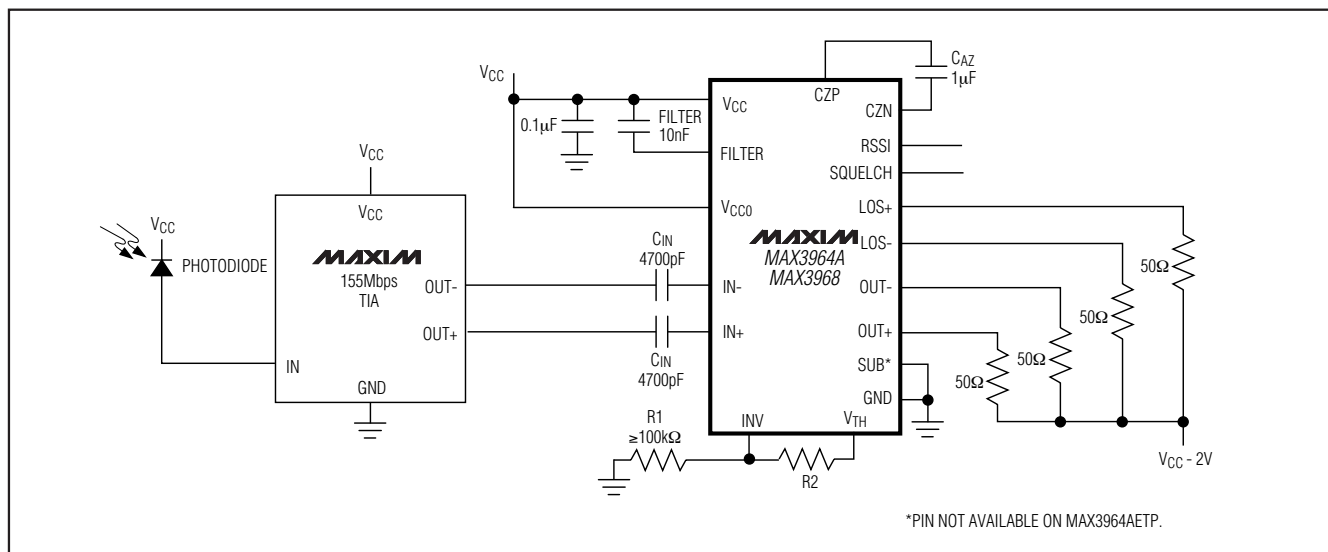 VCC
0.1µF
FILTER
10nF
CAZ
1µF
CZP
CZN
VCC
FILTER
VCC0
RSSI
SQUELCH
LOS+
LOS-
OUT-
OUT+
SUB*
GND
IN-
IN+
INV
VTH
MAXIM
MAX3964A
MAX3968
VCC
VCC
MAXIM
155Mbps
TIA
OUT-
OUT+
IN
GND
VCC
PHOTODIODE
CIN
4700pF
CIN
4700pF
R1
≥100kΩ
R2
50Ω
50Ω
50Ω
50Ω
VCC - 2V
*PIN NOT AVAILABLE ON MAX3964AETP.